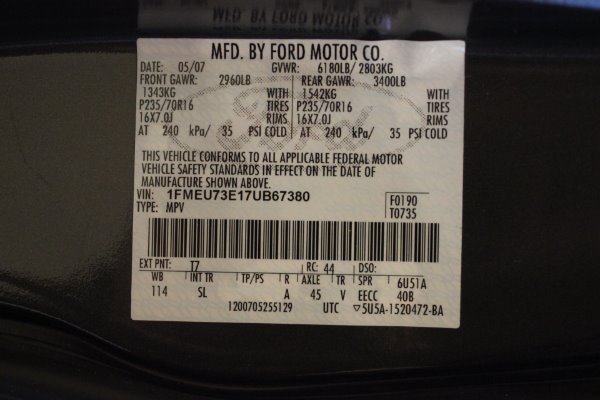 MFD. BY FORD MOTOR CO.
DATE: 05/07 GVWR: 6180LB/ 2803KG
FRONT GAWR: 2960LB REAR GAWR: 3400LB
1343KG WITH 1542KG WITH
P235/70R16 TIRES P235/70R16 TIRES
16X7.0J RIMS 16X7.0J RIMS
AT 240 kPa/ 35 PSI COLD AT 240 kPa/ 35 PSI COLD
Ford
THIS VEHICLE CONFORMS TO ALL APPLICABLE FEDERAL MOTOR
VEHICLE SAFETY STANDARDS IN EFFECT ON THE DATE OF
MANUFACTURE SHOWN ABOVE.
VIN: 1FMEU73E17UB67380
TYPE: MPV
F0190
T0735
EXT PNT: T7 RC: 44 DSO:
WB INT TR TP/PS R AXLE TR SPR 6U51A
114 SL A 45 V EECC 40B
1200705255129 UTC ▽5U5A-1520472-BA